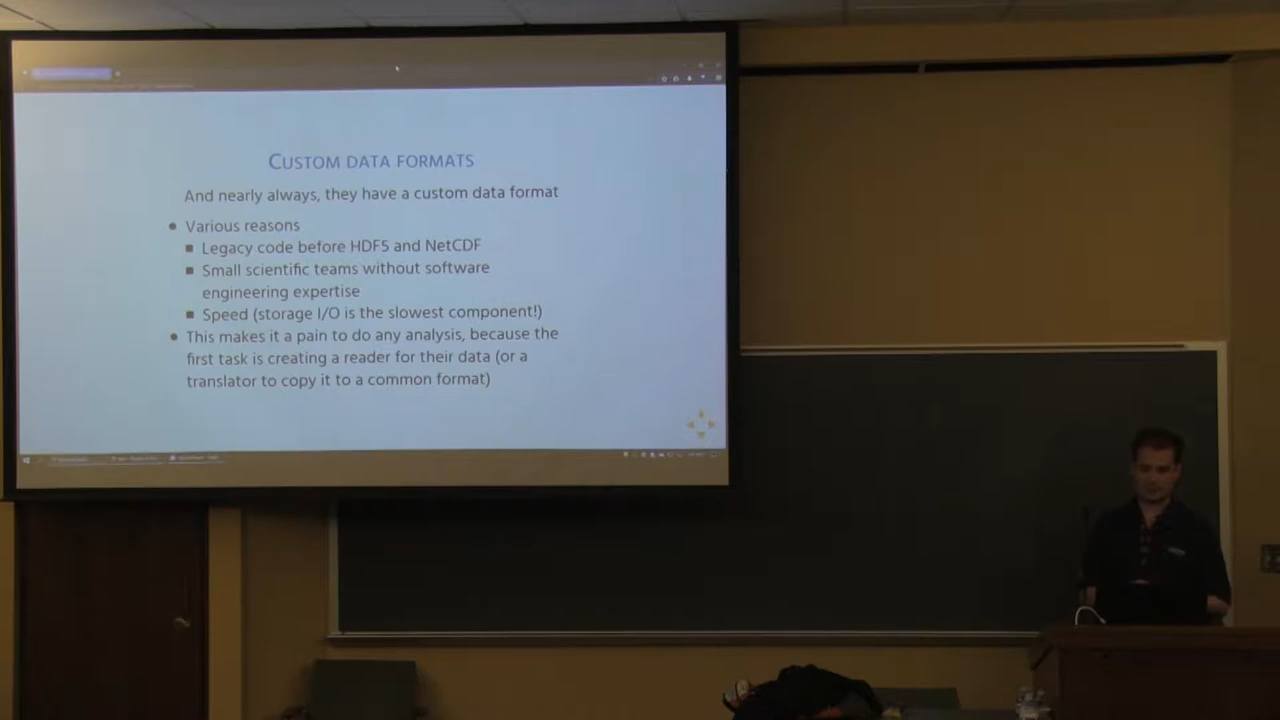 CUSTOM DATA FORMATS
And nearly always, they have a custom data format
Various reasons
Legacy code before HDF5 and NetCDF
Small scientific teams without software
engineering expertise
Speed (storage I/O is the slowest component!)
This makes it a pain to do any analysis, because the
first task is creating a reader for their data (or a
translator to copy it to a common format)